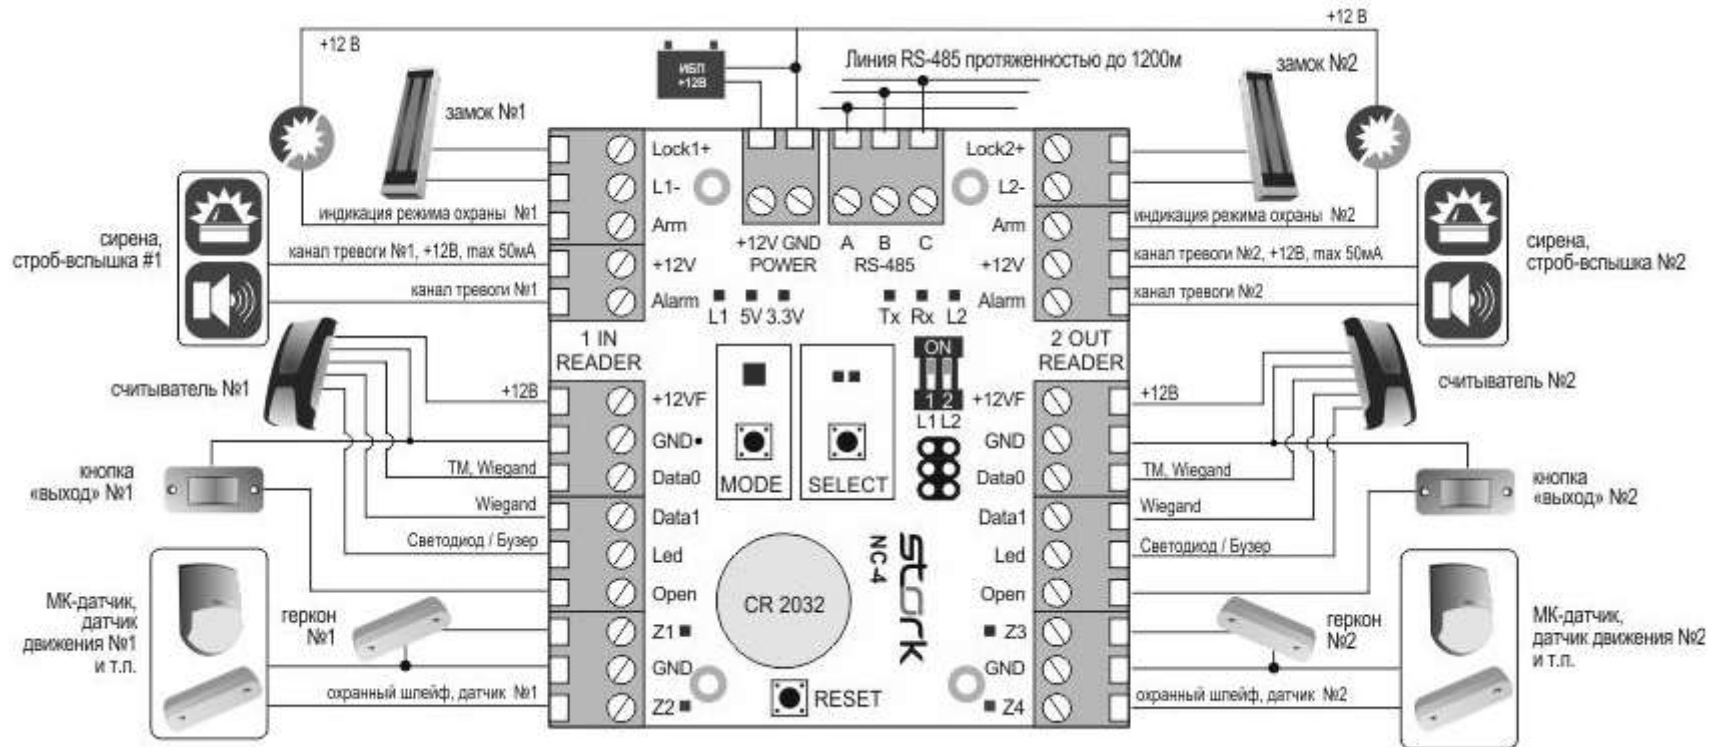 +12 В
+12 В
ИБП
+12В
Линия RS-485 протяженностью до 1200м
замок №1
замок №2
Lock1+
L1-
Arm
+12V
Alarm
+12V GND
POWER
A B C
RS-485
Lock2+
L2-
Arm
+12V
Alarm
индикация режима охраны №1
канал тревоги №1, +12В, max 50мА
канал тревоги №1
сирена,
строб-вспышка #1
индикация режима охраны №2
канал тревоги №2, +12В, max 50мА
канал тревоги №2
сирена,
строб-вспышка №2
L1 5V 3.3V
Tx Rx L2
1 IN
READER
2 OUT
READER
ON
1 2
L1 L2
MODE
SELECT
считыватель №1
+12В
TM, Wiegand
Wiegand
Светодиод / Бузер
кнопка
«выход» №1
+12VF
GND
Data0
Data1
Led
Open
+12VF
GND
Data0
Data1
Led
Open
+12В
TM, Wiegand
Wiegand
Светодиод / Бузер
считыватель №2
кнопка
«выход» №2
CR 2032
Stork
NC-4
МК-датчик,
датчик
движения №1
и т.п.
геркон
№1
охранный шлейф, датчик №1
Z1
GND
Z2
RESET
Z3
GND
Z4
геркон
№2
охранный шлейф, датчик №2
МК-датчик,
датчик движения №2
и т.п.